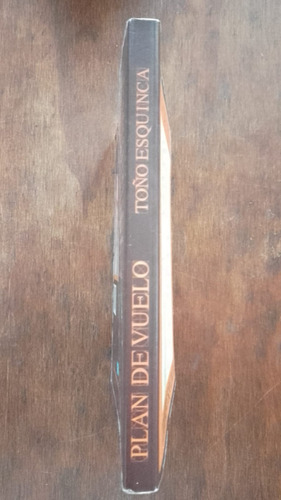 PLAN DE VUELO
TOÑO ESQUINCA